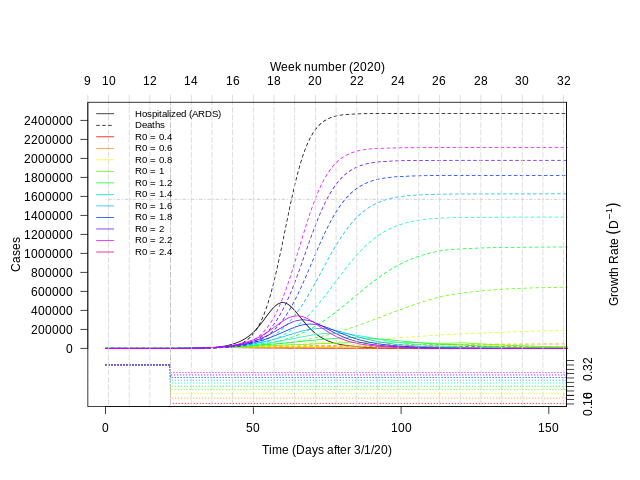 Week number (2020)
9 10 12 14 16 18 20 22 24 26 28 30 32
Hospitalized (ARDS)
Deaths
R0 = 0.4
R0 = 0.6
R0 = 0.8
R0 = 1
R0 = 1.2
R0 = 1.4
R0 = 1.6
R0 = 1.8
R0 = 2
R0 = 2.2
R0 = 2.4
2400000
2200000
2000000
1800000
1600000
1400000
1200000
1000000
800000
600000
400000
200000
0
Cases
Growth Rate (D⁻¹)
0.32
0.16
0 50 100 150
Time (Days after 3/1/20)